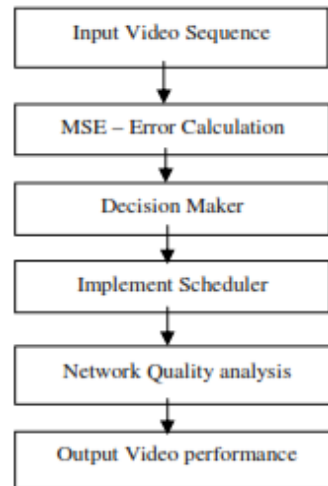 Input Video Sequence
MSE – Error Calculation
Decision Maker
Implement Scheduler
Network Quality analysis
Output Video performance